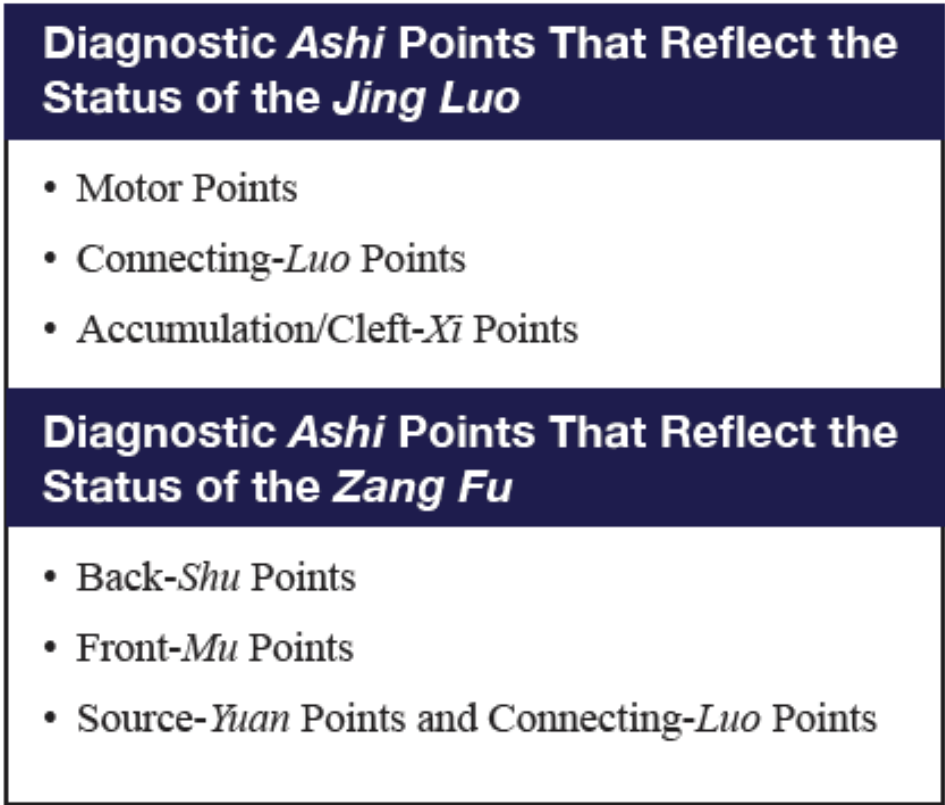 Diagnostic Ashi Points That Reflect the
Status of the Jing Luo
• Motor Points
• Connecting-Luo Points
• Accumulation/Cleft-Xi Points
Diagnostic Ashi Points That Reflect the
Status of the Zang Fu
• Back-Shu Points
• Front-Mu Points
• Source-Yuan Points and Connecting-Luo Points